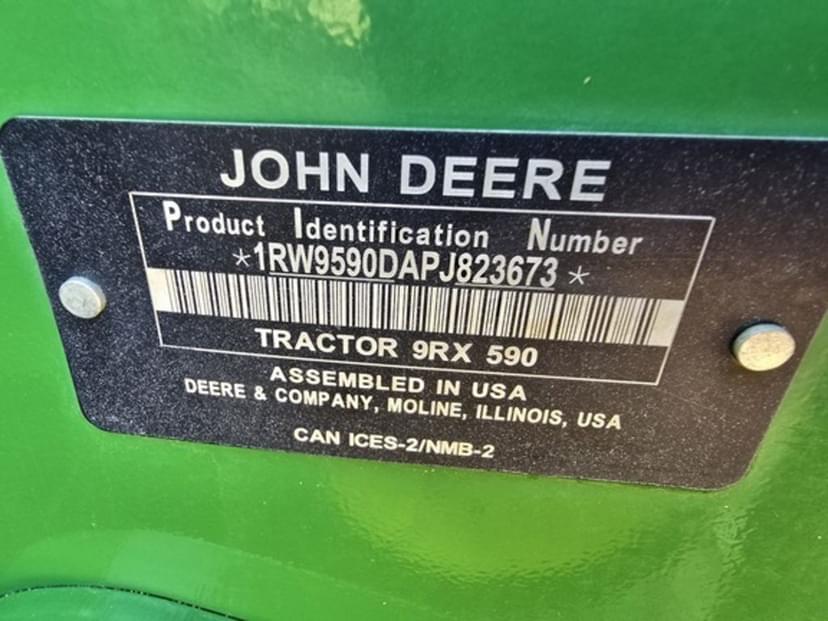 JOHN DEERE
Product Identification Number
*1RW9590DAPJ823673*
TRACTOR 9RX 590
ASSEMBLED IN USA
DEERE & COMPANY, MOLINE, ILLINOIS, USA
CAN ICES-2/NMB-2